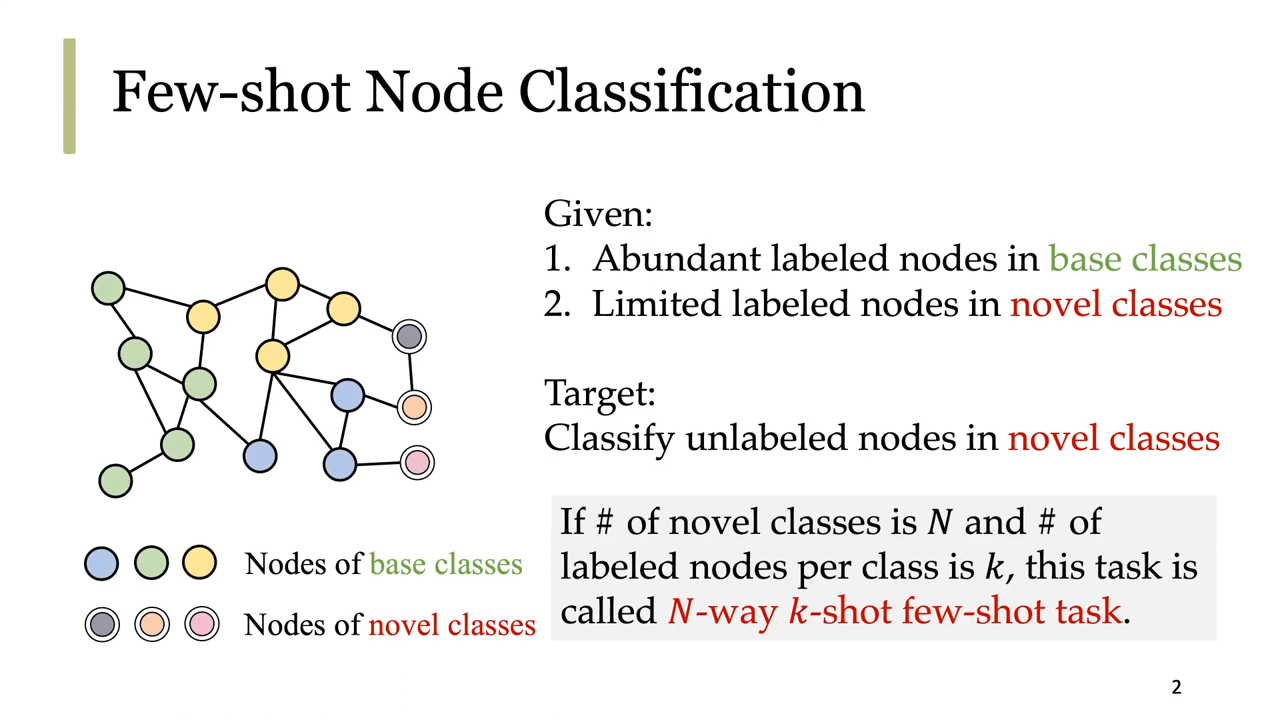 Few-shot Node Classification
Given:
1. Abundant labeled nodes in base classes
2. Limited labeled nodes in novel classes
Target:
Classify unlabeled nodes in novel classes
If # of novel classes is N and # of
labeled nodes per class is k, this task is
called N-way k-shot few-shot task.
Nodes of base classes
Nodes of novel classes
2